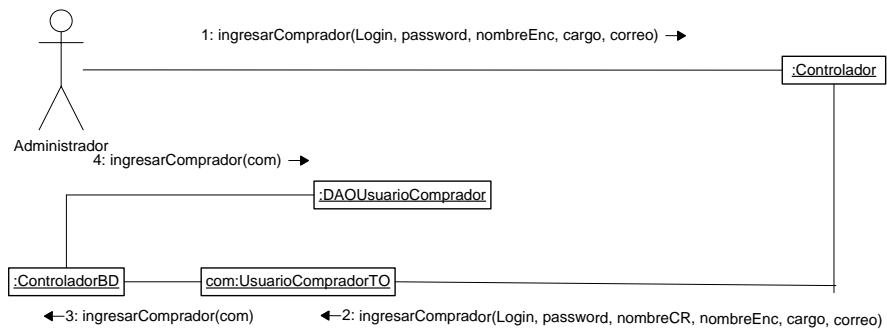 1: ingresarComprador(Login, password, nombreEnc, cargo, correo)
:Controlador
Administrador
4: ingresarComprador(com)
:DAOUsuarioComprador
:ControladorBD
com:UsuarioCompradorTO
3: ingresarComprador(com)
2: ingresarComprador(Login, password, nombreCR, nombreEnc, cargo, correo)